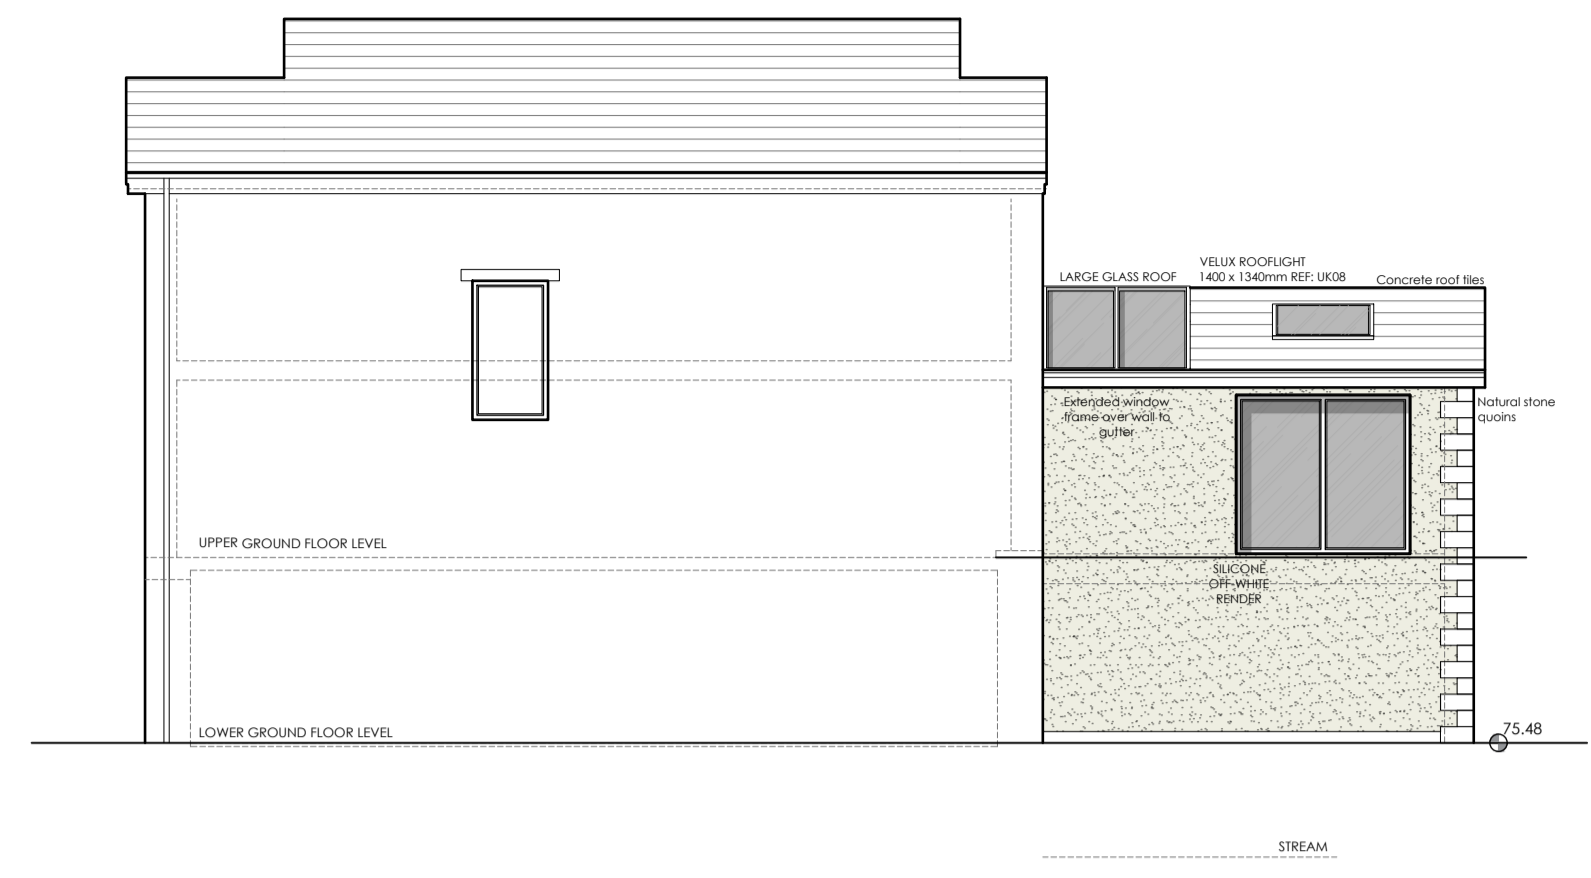 VELUX ROOFLIGHT
LARGE GLASS ROOF
1400 x 1340mm REF: UK08
Concrete roof tiles
Extended window
frame over wall to
gutter
Natural stone
quoins
UPPER GROUND FLOOR LEVEL
SILICONE
OFF-WHITE
RENDER
LOWER GROUND FLOOR LEVEL
75.48
STREAM